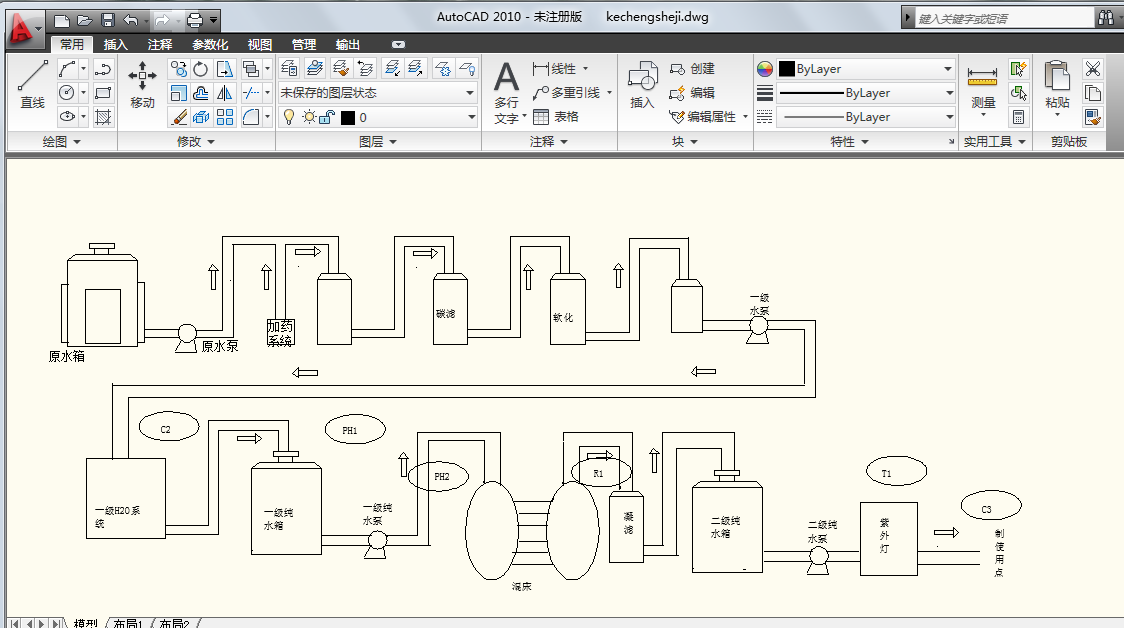 AutoCAD 2010 - 未注册版 kechengsheji.dwg
键入关键字或短语
常用 插入 注释 参数化 视图 管理 输出
直线
移动
未保存的图层状态
0
A
多行
文字
线性
多重引线
表格
插入
创建
编辑
编辑属性
ByLayer
ByLayer
ByLayer
测量
粘贴
绘图
修改
图层
注释
块
特性
实用工具
剪贴板
原水箱
原水泵
加药
系统
碳滤
软化
一级
水泵
C2
PH1
PH2
R1
T1
C3
一级H2O系
统
一级纯
水箱
一级纯
水泵
混床
凝
滤
二级纯
水箱
二级纯
水泵
紫
外
灯
制
使
用
点
模型
布局1
布局2